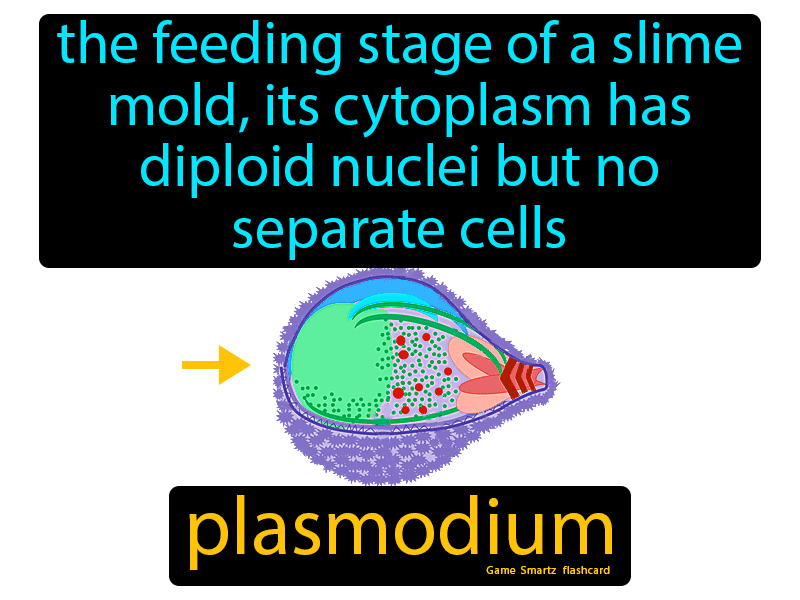 the feeding stage of a slime
mold, its cytoplasm has
diploid nuclei but no
separate cells
plasmodium
Game Smartz flashcard